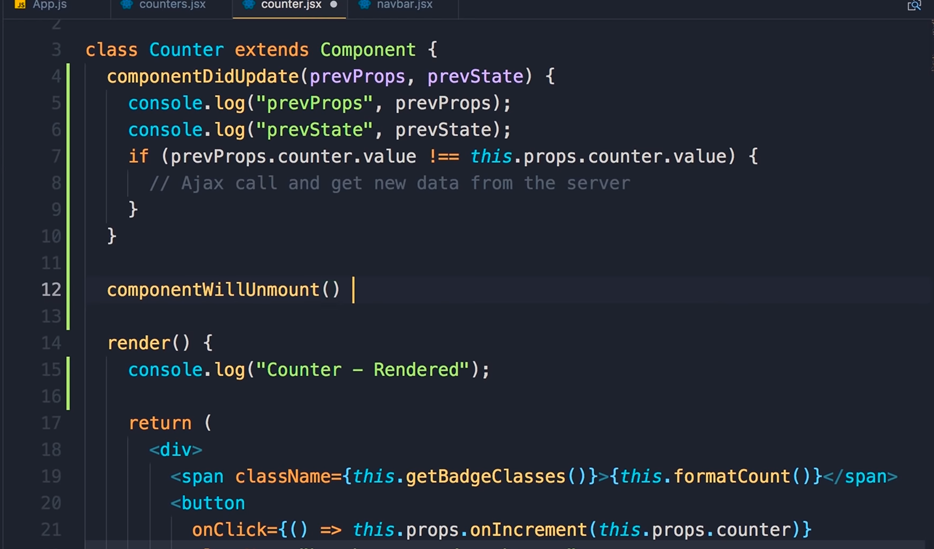 App.js counters.jsx counter.jsx navbar.jsx
2
3 class Counter extends Component {
4 componentDidUpdate(prevProps, prevState) {
5 console.log("prevProps", prevProps);
6 console.log("prevState", prevState);
7 if (prevProps.counter.value !== this.props.counter.value) {
8 // Ajax call and get new data from the server
9 }
10 }
11
12 componentWillUnmount()
13
14 render() {
15 console.log("Counter – Rendered");
16
17 return (
18 <div>
19 <span className={this.getBadgeClasses()}>{this.formatCount()}</span>
20 <button
21 onClick={() => this.props.onIncrement(this.props.counter)}